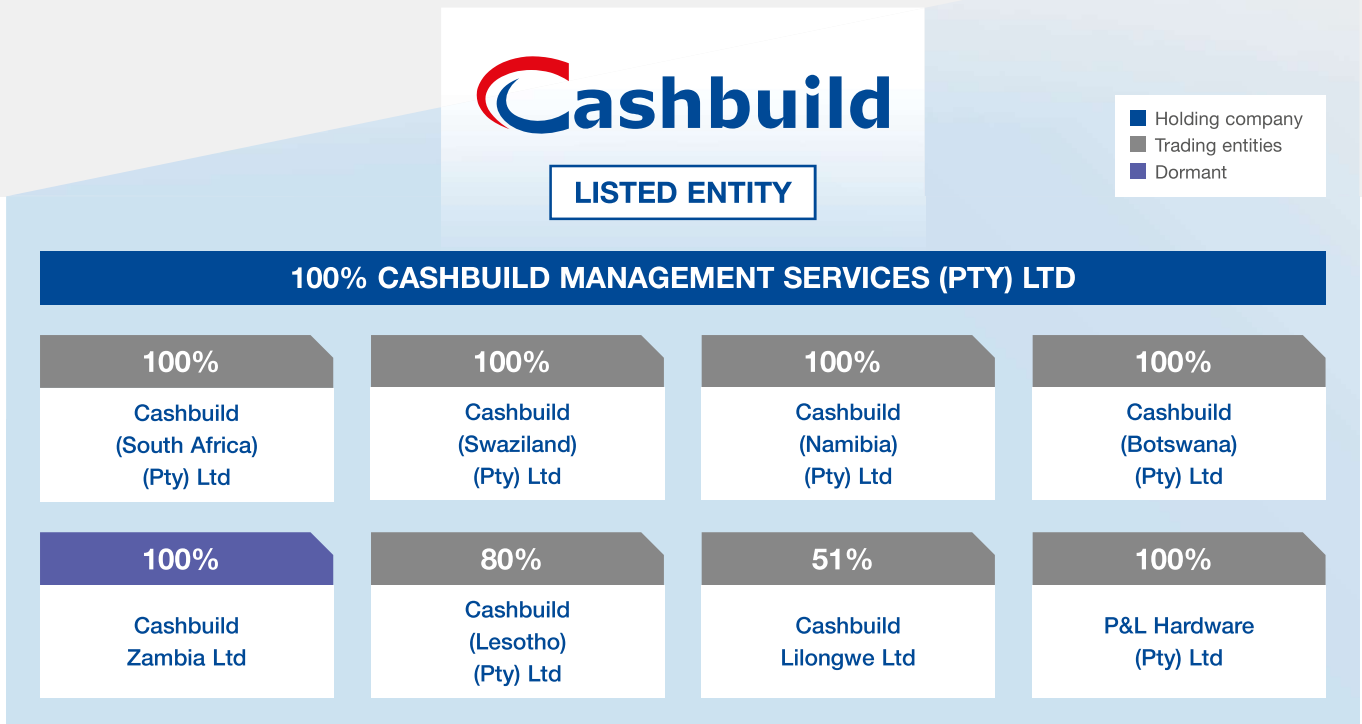 Cashbuild
LISTED ENTITY
Holding company
Trading entities
Dormant
100% CASHBUILD MANAGEMENT SERVICES (PTY) LTD
100%
Cashbuild
(South Africa)
(Pty) Ltd
100%
Cashbuild
(Swaziland)
(Pty) Ltd
100%
Cashbuild
(Namibia)
(Pty) Ltd
100%
Cashbuild
(Botswana)
(Pty) Ltd
100%
Cashbuild
Zambia Ltd
80%
Cashbuild
(Lesotho)
(Pty) Ltd
51%
Cashbuild
Lilongwe Ltd
100%
P&L Hardware
(Pty) Ltd